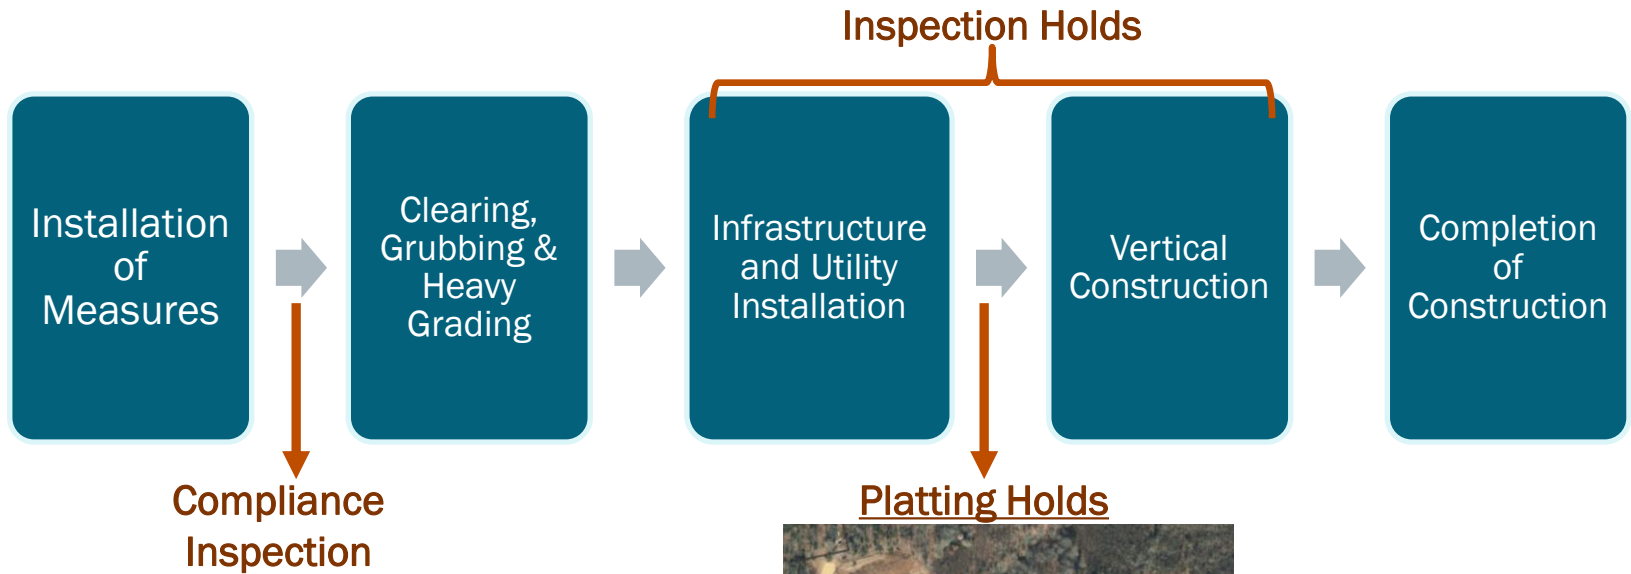 Inspection Holds
Installation
of
Measures
Clearing,
Grubbing &
Heavy
Grading
Infrastructure
and Utility
Installation
Vertical
Construction
Completion
of
Construction
Compliance
Inspection
Platting Holds